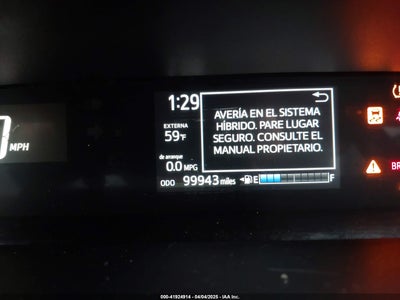 1:29
EXTERNA
59°F
de arranque
0.0 MPG
ODO 99943 miles
E F
AVERÍA EN EL SISTEMA
HÍBRIDO. PARE LUGAR
SEGURO. CONSULTE EL
MANUAL PROPIETARIO.
MPH
BR
000-41924914 - 04/04/2025 - IAA Inc.